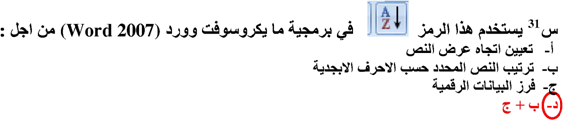 س31 يستخدم هذا الرمز في برمجية ما يكروسوفت وورد (Word 2007) من اجل :
أ- تعيين اتجاه عرض النص
ب- ترتيب النص المحدد حسب الاحرف الابجدية
ج- فرز البيانات الرقمية
د- ب + ج